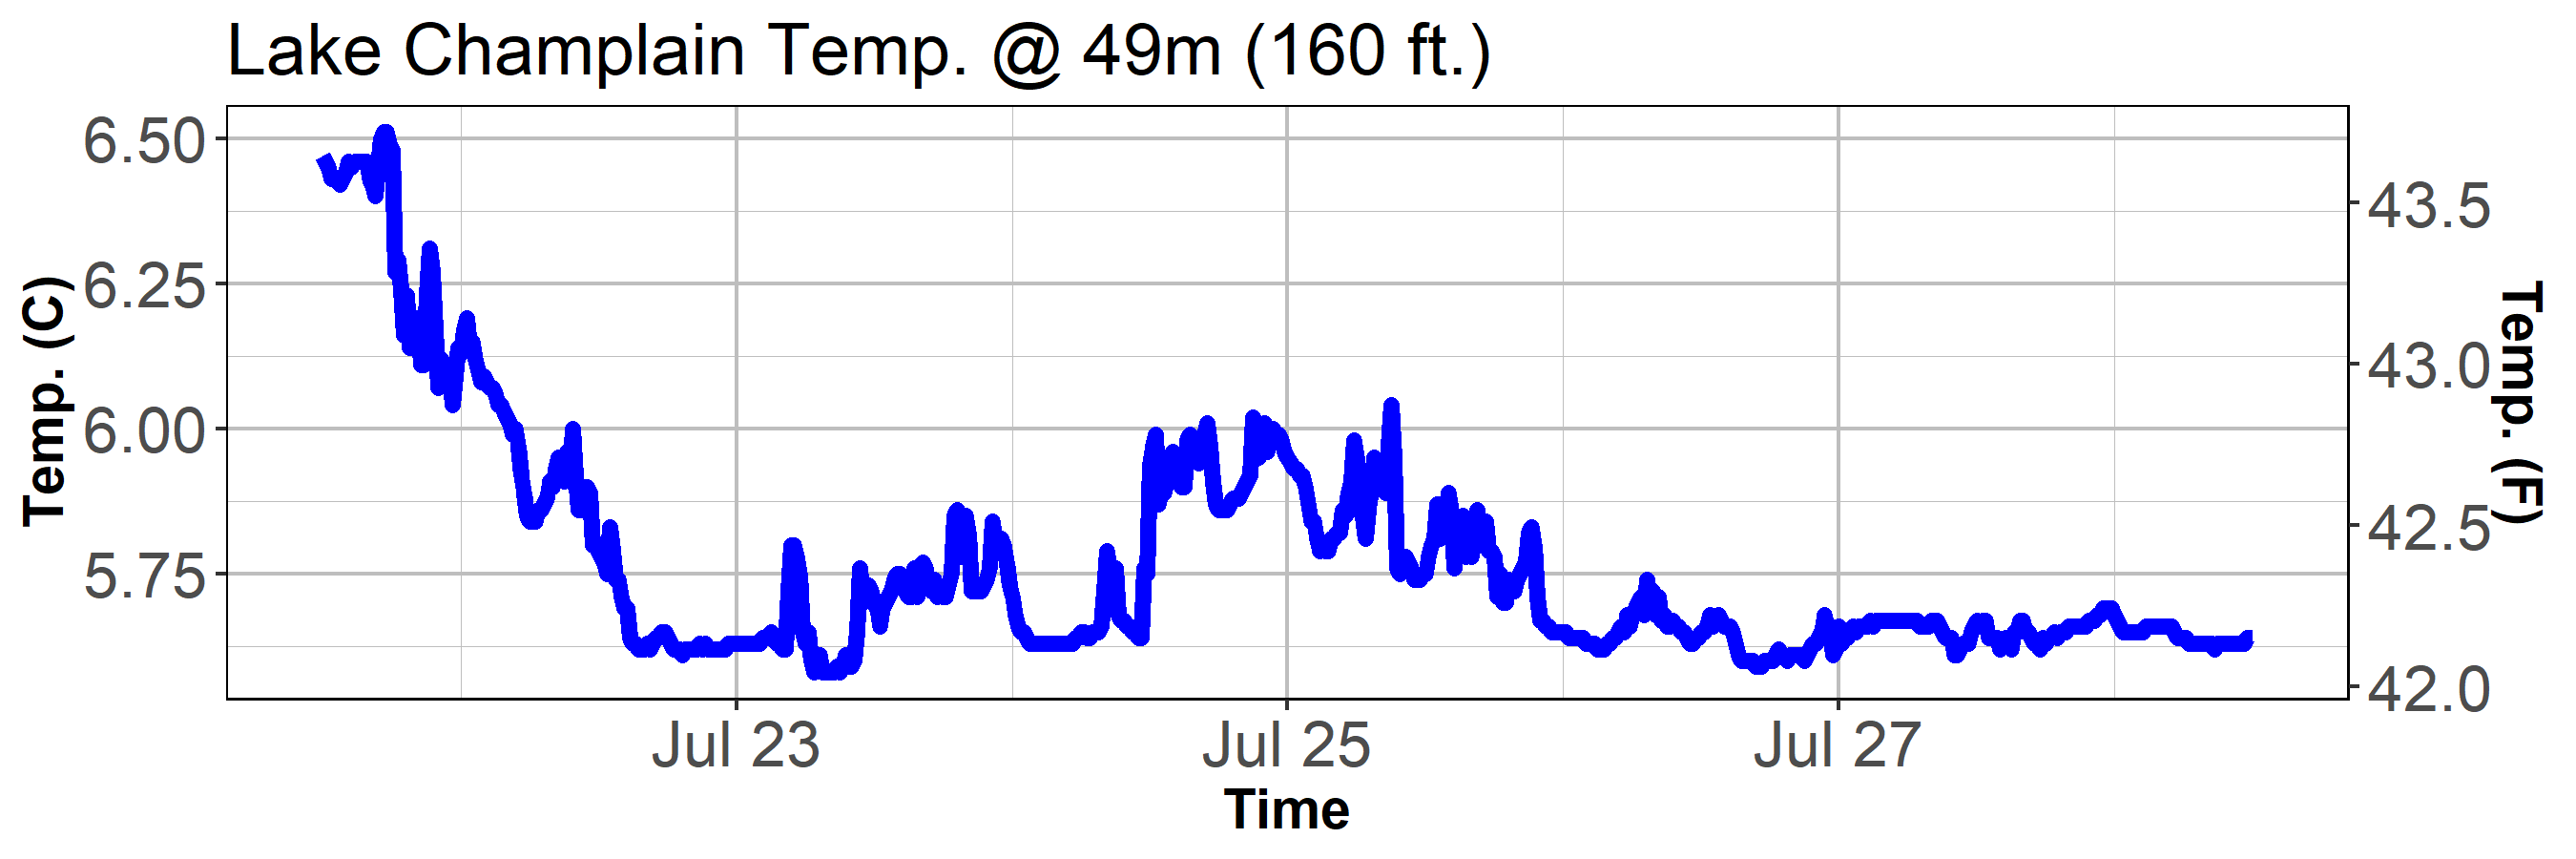 Lake Champlain Temp. @ 49m (160 ft.)
6.50
6.25
6.00
5.75
Temp. (C)
43.5
43.0
42.5
42.0
Temp. (F)
Jul 23
Jul 25
Jul 27
Time